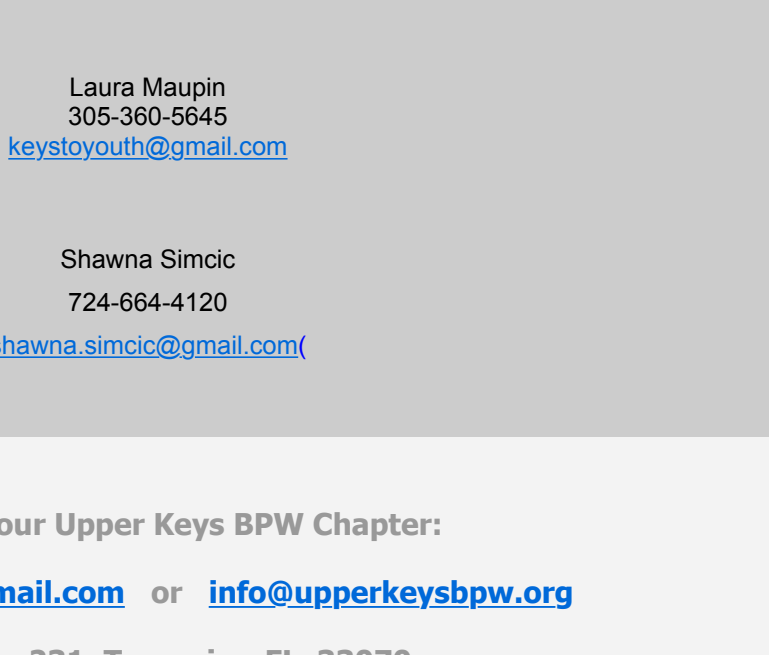 Laura Maupin
305-360-5645
keystoyouth@gmail.com
Shawna Simcic
724-664-4120
shawna.simcic@gmail.com(
our Upper Keys BPW Chapter:
mail.com or info@upperkeysbpw.org